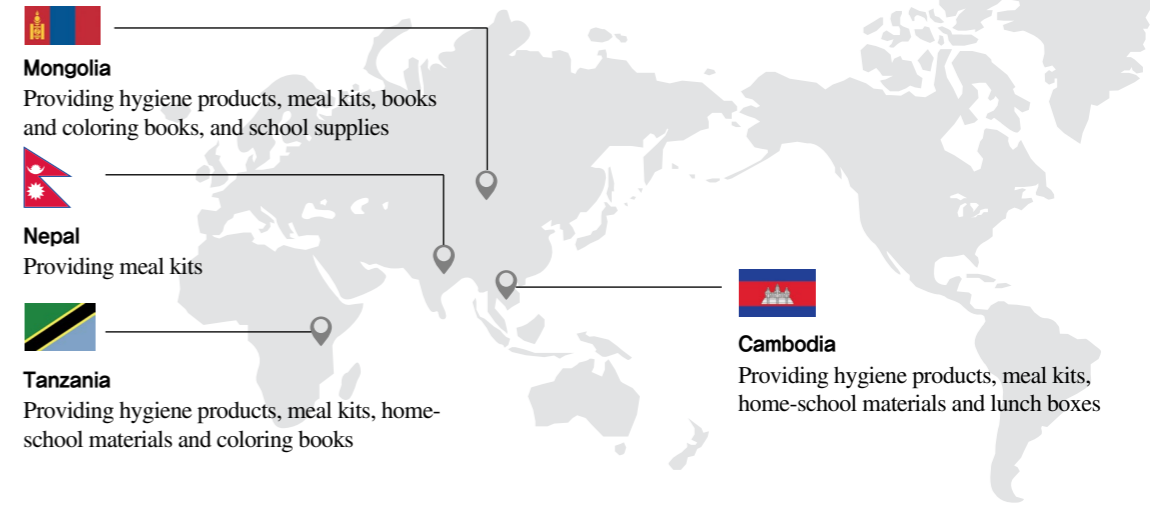 Mongolia
Providing hygiene products, meal kits, books
and coloring books, and school supplies
Nepal
Providing meal kits
Tanzania
Providing hygiene products, meal kits, home-
school materials and coloring books
Cambodia
Providing hygiene products, meal kits,
home-school materials and lunch boxes